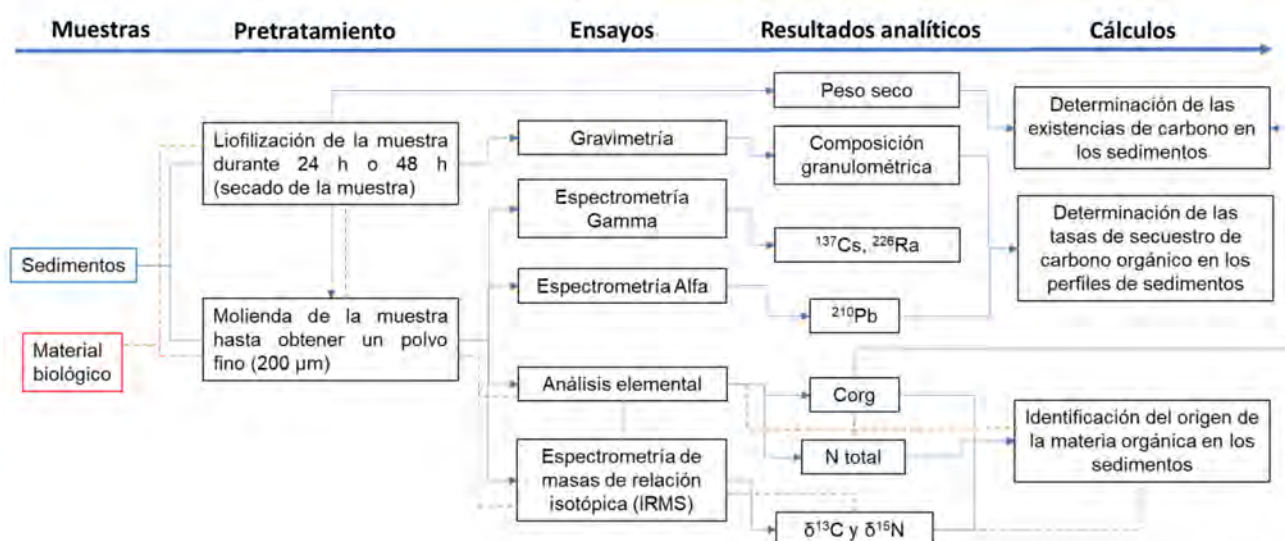 Muestras
Pretratamiento
Ensayos
Resultados analíticos
Cálculos
Sedimentos
Material
biológico
Liofilización de la muestra
durante 24 h o 48 h
(secado de la muestra)
Molienda de la muestra
hasta obtener un polvo
fino (200 µm)
Gravimetría
Espectrometría
Gamma
Espectrometría Alfa
Análisis elemental
Espectrometría de
masas de relación
isotópica (IRMS)
Peso seco
Composición
granulométrica
¹³⁷Cs, ²²⁶Ra
²¹⁰Pb
Corg
N total
δ¹³C y δ¹⁵N
Determinación de las
existencias de carbono en
los sedimentos
Determinación de las
tasas de secuestro de
carbono orgánico en los
perfiles de sedimentos
Identificación del origen de
la materia orgánica en los
sedimentos